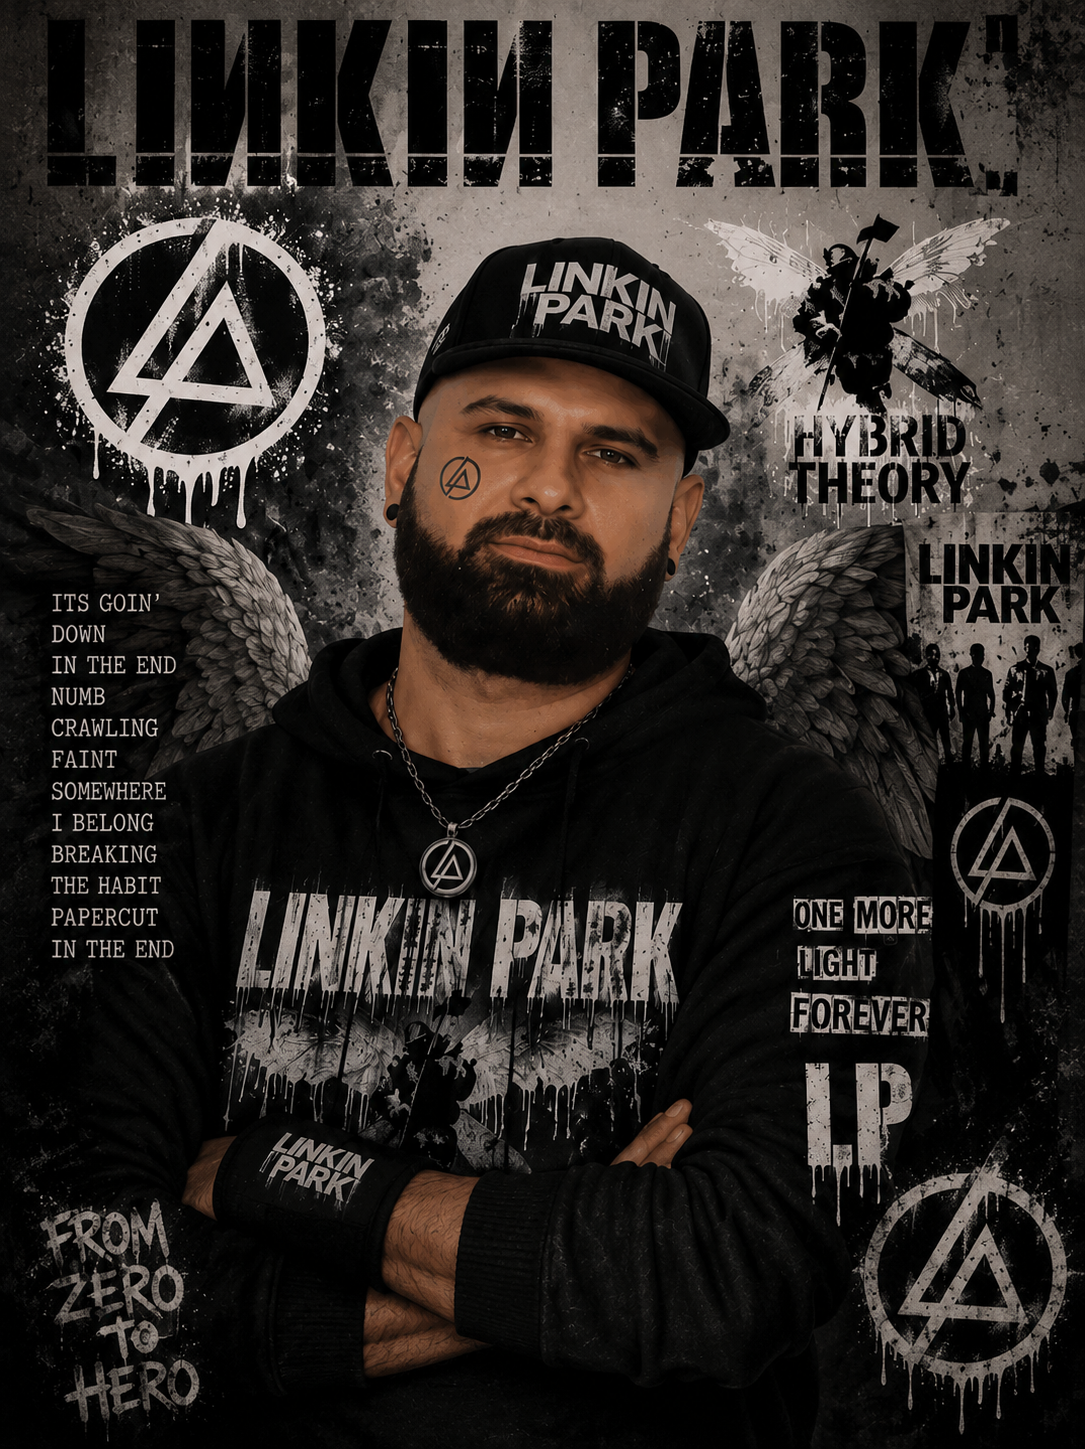 LINKIN PARK
LINKIN
PARK
HYBRID
THEORY
LINKIN
PARK
ITS GOIN’
DOWN
IN THE END
NUMB
CRAWLING
FAINT
SOMEWHERE
I BELONG
BREAKING
THE HABIT
PAPERCUT
IN THE END
LINKIN PARK
ONE MORE
LIGHT
FOREVER
LP
LINKIN
PARK
FROM
ZERO
TO
HERO